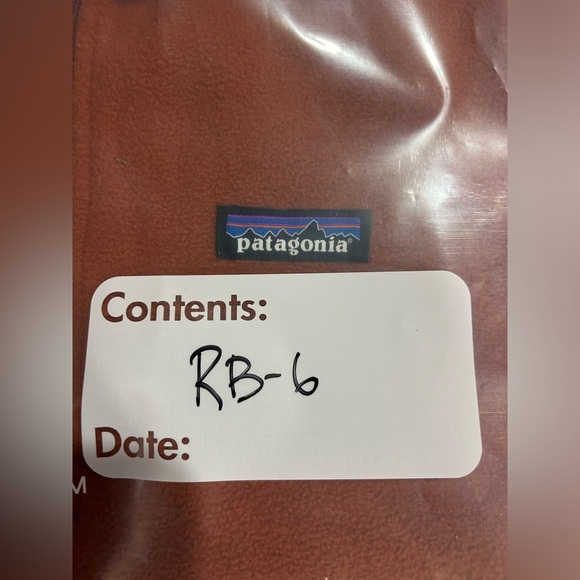 patagonia®
Contents:
RB-6
Date:
M